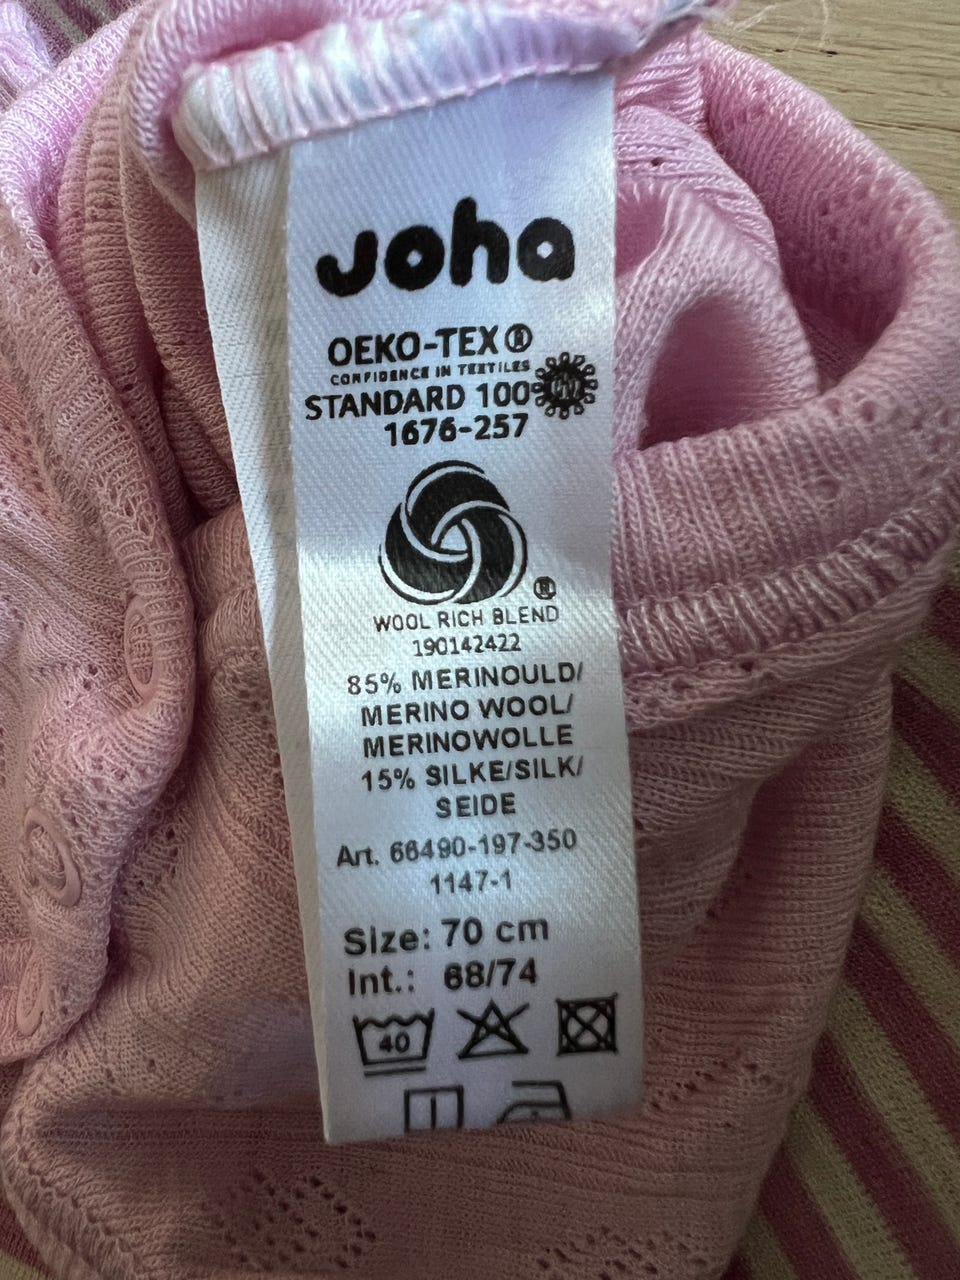 Joha
OEKO-TEX®
CONFIDENCE IN TEXTILES
STANDARD 100
1676-257
WOOL RICH BLEND
190142422
85% MERINOULD/
MERINO WOOL/
MERINOWOLLE
15% SILKE/SILK/
SEIDE
Art. 66490-197-350
1147-1
Size: 70 cm
Int.: 68/74
40